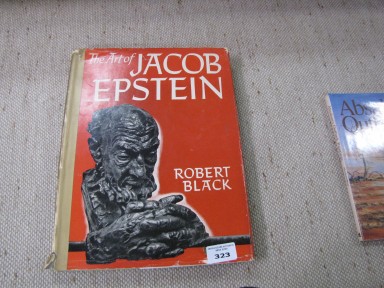 The Art of
JACOB
EPSTEIN
ROBERT
BLACK
323